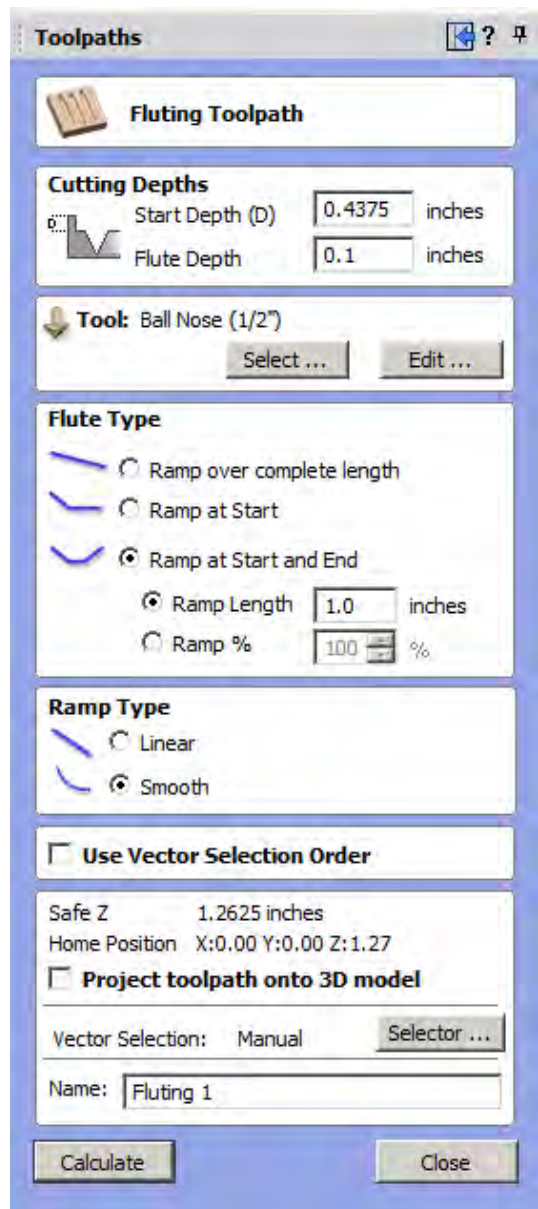 Toolpaths ?
Fluting Toolpath
Cutting Depths
D
Start Depth (D) 0.4375 inches
Flute Depth 0.1 inches
Tool: Ball Nose (1/2")
Select ... Edit ...
Flute Type
Ramp over complete length
Ramp at Start
Ramp at Start and End
Ramp Length 1.0 inches
Ramp % 100 %
Ramp Type
Linear
Smooth
Use Vector Selection Order
Safe Z 1.2625 inches
Home Position X:0.00 Y:0.00 Z:1.27
Project toolpath onto 3D model
Vector Selection: Manual Selector ...
Name: Fluting 1
Calculate Close